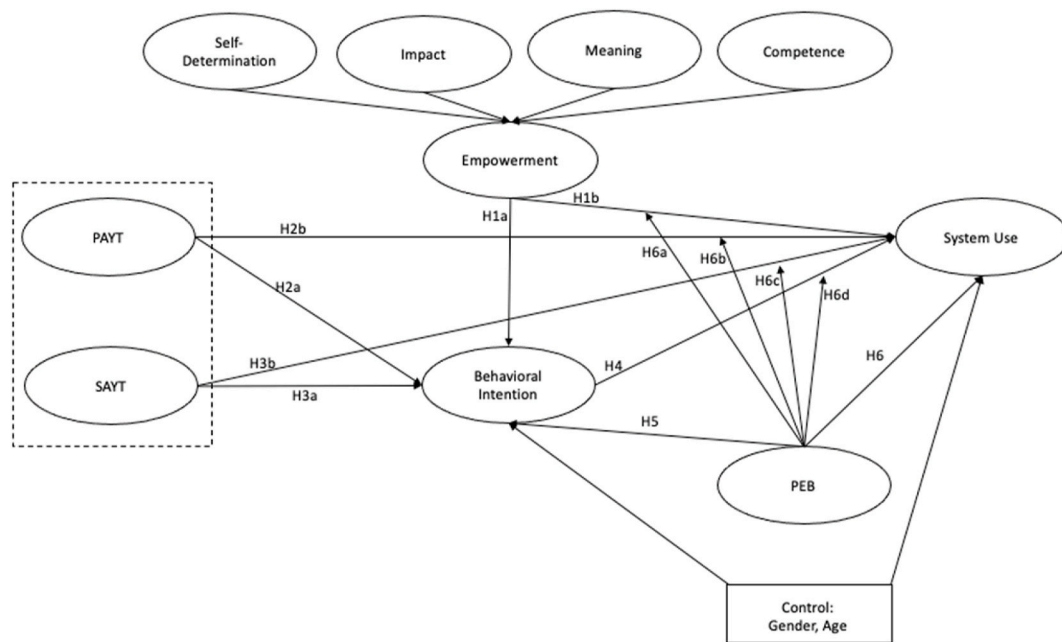 Self-
Determination
Impact
Meaning
Competence
Empowerment
H1b
H1a
PAYT
H2b
System Use
H6a
H6b
H6c
H6d
H2a
H3b
H4
H6
SAYT
H3a
Behavioral
Intention
H5
PEB
Control:
Gender, Age